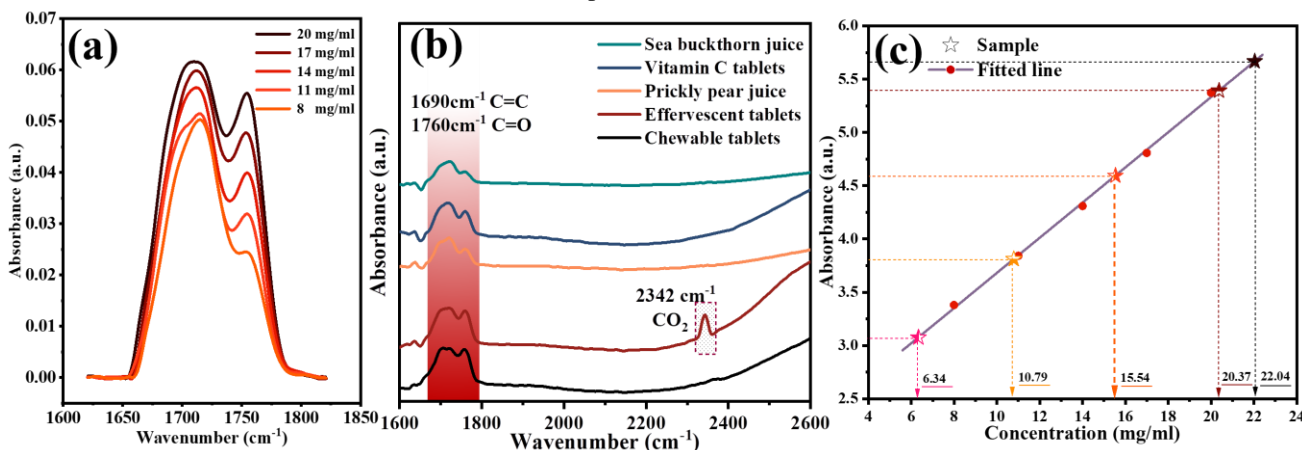 (a)
20 mg/ml
17 mg/ml
14 mg/ml
11 mg/ml
8 mg/ml
0.07
0.06
0.05
0.04
0.03
0.02
0.01
0.00
Absorbance (a.u.)
1600
1650
1700
1750
1800
1850
Wavenumber (cm⁻¹)
(b)
Sea buckthorn juice
Vitamin C tablets
Prickly pear juice
Effervescent tablets
Chewable tablets
1690cm⁻¹ C=C
1760cm⁻¹ C=O
2342 cm⁻¹
CO₂
Absorbance (a.u.)
1600
1800
2000
2200
2400
2600
Wavenumber (cm⁻¹)
(c)
Sample
Fitted line
6.0
5.5
5.0
4.5
4.0
3.5
3.0
2.5
Absorbance (a.u.)
6.34
10.79
15.54
20.37
22.04
4
6
8
10
12
14
16
18
20
22
24
Concentration (mg/ml)